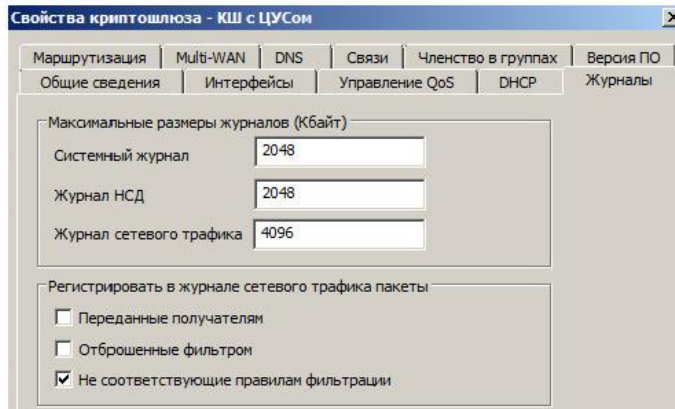 Свойства криптошлюза - КШ с ЦУСом
Маршрутизация Multi-WAN DNS Связи Членство в группах Версия ПО
Общие сведения Интерфейсы Управление QoS DHCP Журналы
Максимальные размеры журналов (Кбайт)
Системный журнал 2048
Журнал НСД 2048
Журнал сетевого трафика 4096
Регистрировать в журнале сетевого трафика пакеты
Переданные получателям
Отброшенные фильтром
Не соответствующие правилам фильтрации